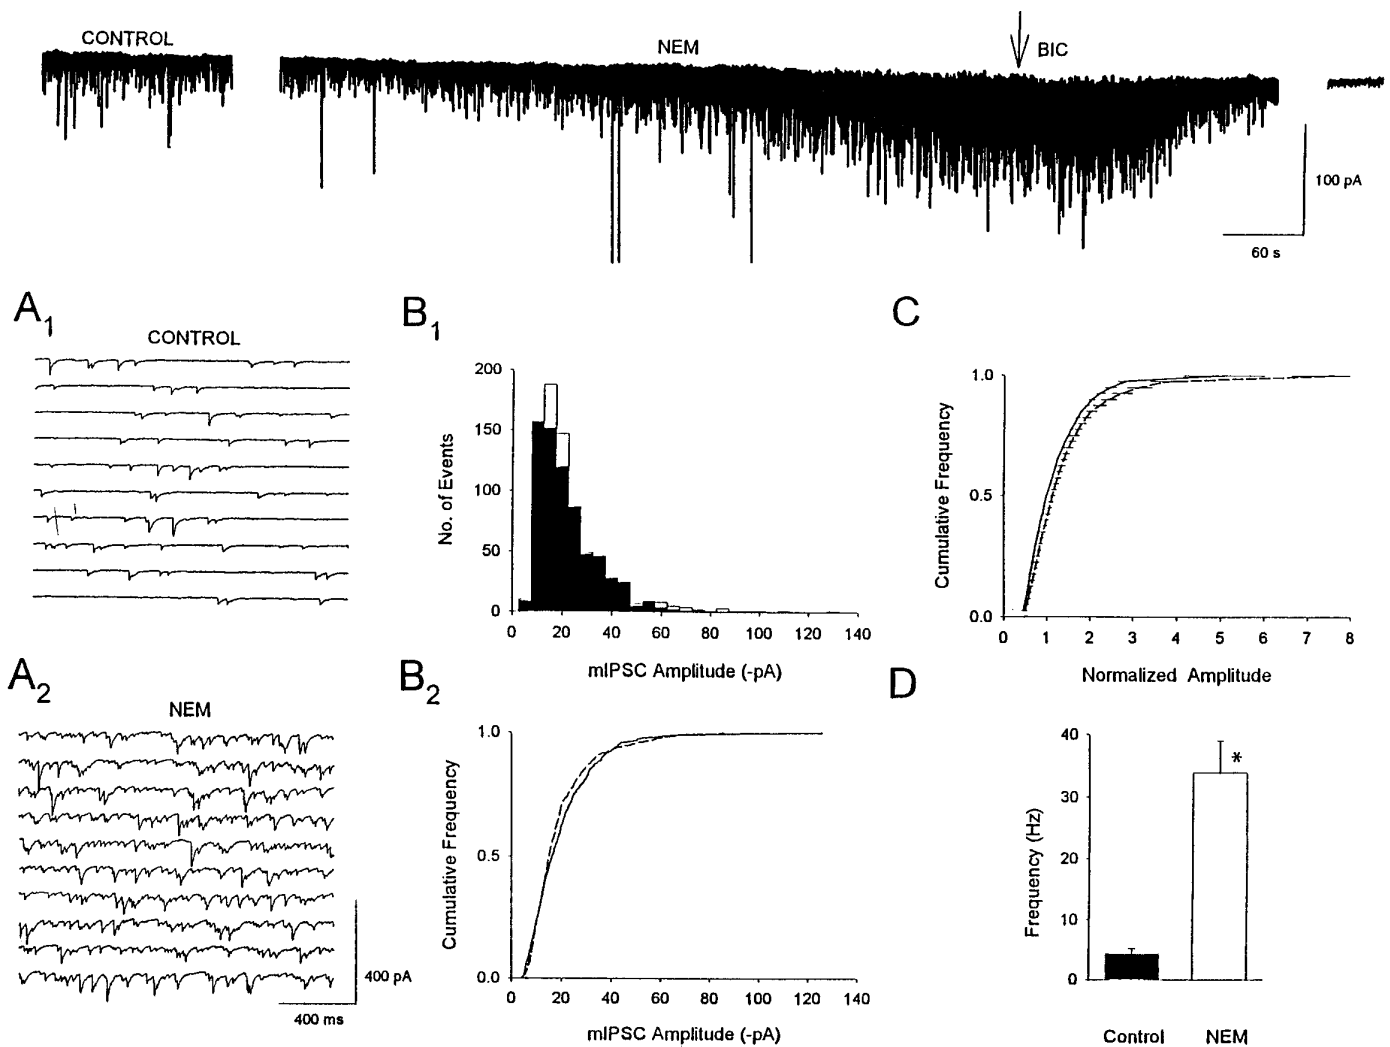 CONTROL
NEM
BIC
100 pA
60 s
A1
CONTROL
B1
No. of Events
200
150
100
50
0
0 20 40 60 80 100 120 140
mIPSC Amplitude (-pA)
C
Cumulative Frequency
1.0
0.5
0.0
0 1 2 3 4 5 6 7 8
Normalized Amplitude
A2
NEM
400 pA
400 ms
B2
Cumulative Frequency
1.0
0.5
0.0
0 20 40 60 80 100 120 140
mIPSC Amplitude (-pA)
D
Frequency (Hz)
40
30
20
10
0
*
Control NEM